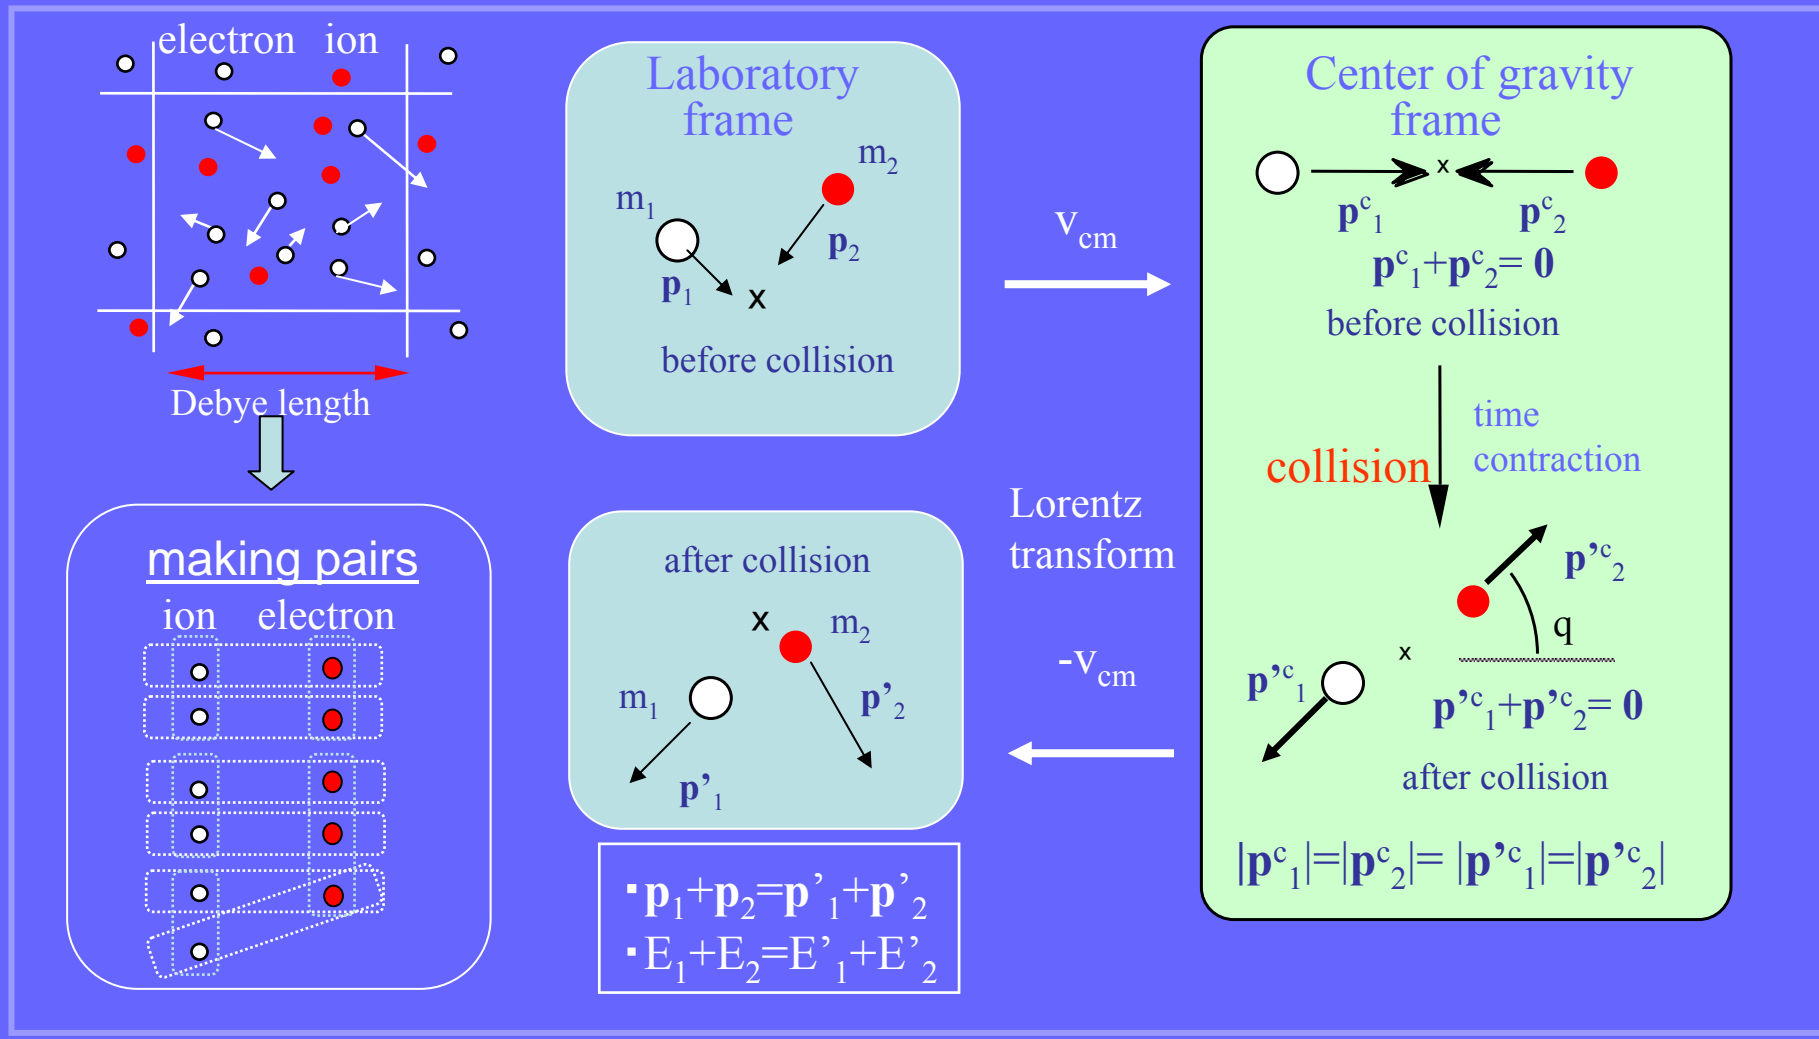 electron ion
Debye length
making pairs
ion electron
Laboratory
frame
m₂
m₁
p₂
p₁
x
before collision
v_cm
Center of gravity
frame
x
pᶜ₁ pᶜ₂
pᶜ₁+pᶜ₂= 0
before collision
time
contraction
collision
p’ᶜ₂
q
x
p’ᶜ₁
p’ᶜ₁+p’ᶜ₂= 0
after collision
|pᶜ₁|=|pᶜ₂|= |p’ᶜ₁|=|p’ᶜ₂|
Lorentz
transform
-v_cm
after collision
x
m₂
m₁
p’₂
p’₁
▪p₁+p₂=p’₁+p’₂
▪E₁+E₂=E’₁+E’₂